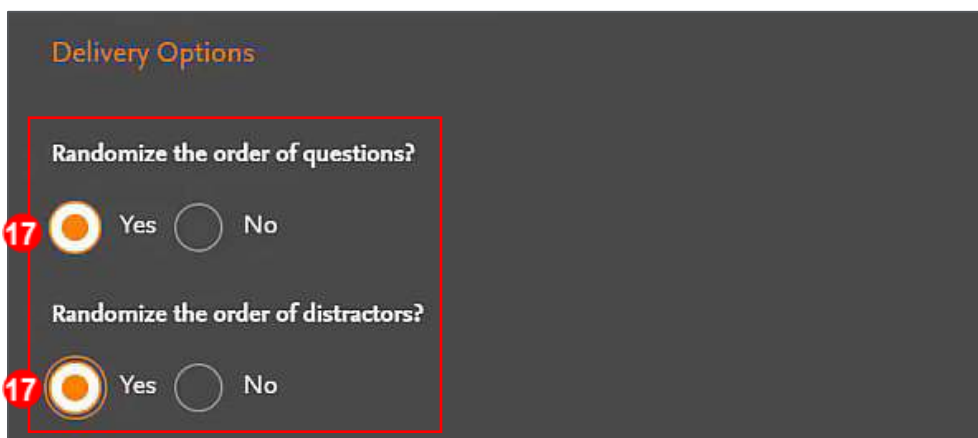 Delivery Options
Randomize the order of questions?
17 Yes No
Randomize the order of distractors?
17 Yes No